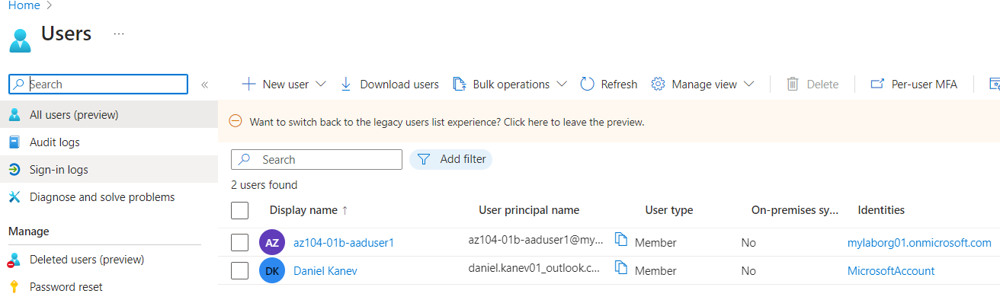 Home >
Users ...
Search «
All users (preview)
Audit logs
Sign-in logs
Diagnose and solve problems
Manage
Deleted users (preview)
Password reset
New user Download users Bulk operations Refresh Manage view Delete Per-user MFA
Want to switch back to the legacy users list experience? Click here to leave the preview.
Search Add filter
2 users found
Display name ↑ User principal name User type On-premises sy... Identities
AZ az104-01b-aaduser1 az104-01b-aaduser1@my... Member No mylaborg01.onmicrosoft.com
DK Daniel Kanev daniel.kanev01_outlook.c... Member No MicrosoftAccount